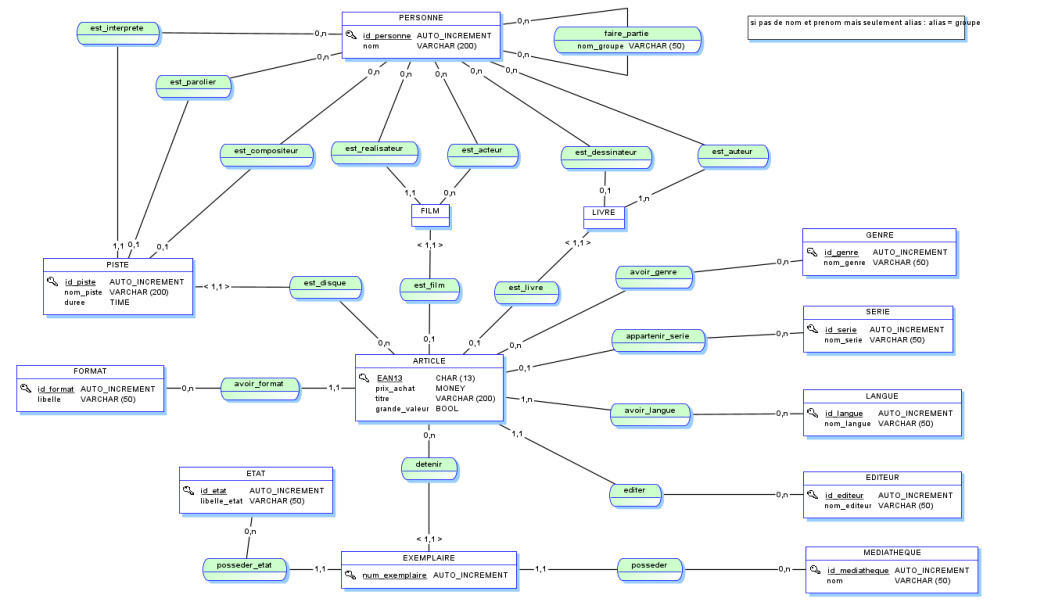 PERSONNE
id_personne AUTO_INCREMENT
nom VARCHAR (200)
0,n
0,n
faire_partie
nom_groupe VARCHAR (50)
si pas de nom et prenom mais seulement alias : alias = groupe
est_interprete
0,n
0,n
0,n
0,n
0,n
0,n
0,n
est_parolier
est_compositeur
est_realisateur
est_acteur
est_dessinateur
est_auteur
1,1
0,n
0,1
1,n
FILM
LIVRE
1,1
0,1
0,1
< 1,1 >
< 1,1 >
PISTE
id_piste AUTO_INCREMENT
nom_piste VARCHAR (200)
duree TIME
< 1,1 >
est_disque
est_film
est_livre
avoir_genre
0,n
GENRE
id_genre AUTO_INCREMENT
nom_genre VARCHAR (50)
0,n
0,1
0,1
0,n
appartenir_serie
0,n
SERIE
id_serie AUTO_INCREMENT
nom_serie VARCHAR (50)
FORMAT
id_format AUTO_INCREMENT
libelle VARCHAR (50)
0,n
avoir_format
1,1
ARTICLE
EAN13 CHAR (13)
prix_achat MONEY
titre VARCHAR (200)
grande_valeur BOOL
0,1
1,n
avoir_langue
0,n
LANGUE
id_langue AUTO_INCREMENT
nom_langue VARCHAR (50)
0,n
1,1
detenir
editer
0,n
EDITEUR
id_editeur AUTO_INCREMENT
nom_editeur VARCHAR (50)
ETAT
id_etat AUTO_INCREMENT
libelle_etat VARCHAR (50)
0,n
< 1,1 >
posseder_etat
1,1
EXEMPLAIRE
num_exemplaire AUTO_INCREMENT
1,1
posseder
0,n
MEDIATHEQUE
id_mediatheque AUTO_INCREMENT
nom VARCHAR (50)